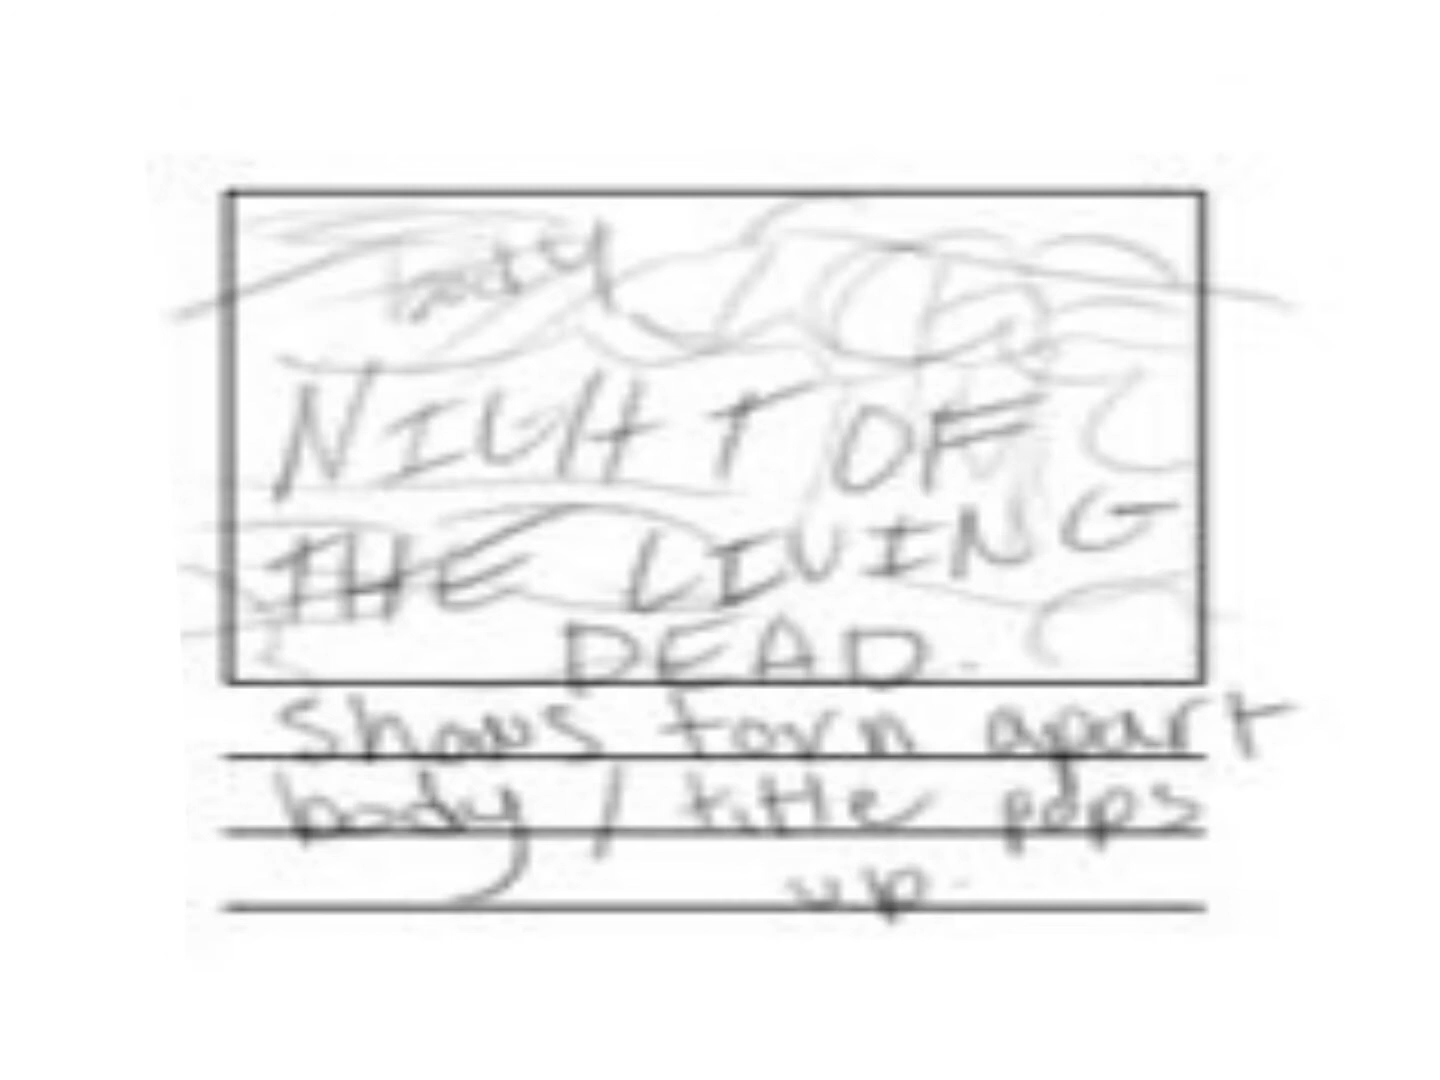 body
NIGHT OF
THE LIVING
DEAD.
shows torn apart
body / title pops
up.